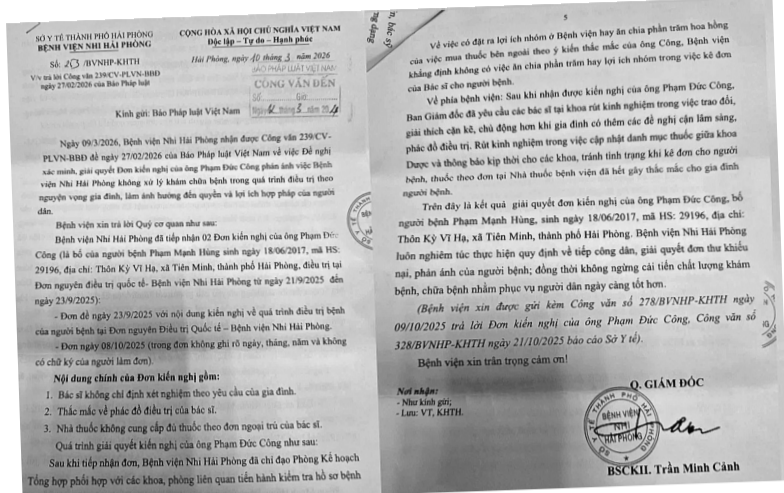 SỞ Y TẾ THÀNH PHỐ HẢI PHÒNG
BỆNH VIỆN NHI HẢI PHÒNG
Số: 203 /BVNHP-KHTH
V/v trả lời Công văn 239/CV-PLVN-BBĐ
ngày 27/02/2026 của Báo Pháp luật
CỘNG HÒA XÃ HỘI CHỦ NGHĨA VIỆT NAM
Độc lập – Tự do – Hạnh phúc
Hải Phòng, ngày 10 tháng 3 năm 2026
BÁO PHÁP LUẬT VIỆT NAM
CÔNG VĂN ĐẾN
Số
Giờ
Kính gửi: Báo Pháp luật Việt Nam
Ngày 09/3/2026, Bệnh viện Nhi Hải Phòng nhận được Công văn 239/CV-
PLVN-BBĐ đề ngày 27/02/2026 của Báo Pháp luật Việt Nam về việc Đề nghị
xác minh, giải quyết Đơn kiến nghị của ông Phạm Đức Công phản ánh việc Bệnh
viện Nhi Hải Phòng không xử lý khám chữa bệnh trong quá trình điều trị theo
nguyện vọng gia đình, làm ảnh hưởng đến quyền và lợi ích hợp pháp của người
dân.
Bệnh viện xin trả lời Quý cơ quan như sau:
Bệnh viện Nhi Hải Phòng đã tiếp nhận 02 Đơn kiến nghị của ông Phạm Đức
Công (là bố của người bệnh Phạm Mạnh Hùng, sinh ngày 18/06/2017, mã HS:
29196, địa chỉ: Thôn Kỳ Vĩ Hạ, xã Tiên Minh, thành phố Hải Phòng, điều trị tại
Đơn nguyên điều trị quốc tế- Bệnh viện Nhi Hải Phòng từ ngày 21/9/2025 đến
ngày 23/9/2025):
- Đơn đề ngày 23/9/2025 với nội dung kiến nghị về quá trình điều trị bệnh
của người bệnh tại Đơn nguyên Điều trị Quốc tế – Bệnh viện Nhi Hải Phòng.
- Đơn ngày 08/10/2025 (trong đơn không ghi rõ ngày, tháng, năm và không
có chữ ký của người làm đơn).
Nội dung chính của Đơn kiến nghị gồm:
1. Bác sĩ không chỉ định xét nghiệm theo yêu cầu của gia đình.
2. Thắc mắc về phác đồ điều trị của bác sĩ.
3. Nhà thuốc không cung cấp đủ thuốc theo đơn ngoại trú của bác sĩ.
Quá trình giải quyết kiến nghị của ông Phạm Đức Công như sau:
Sau khi tiếp nhận đơn, Bệnh viện Nhi Hải Phòng đã chỉ đạo Phòng Kế hoạch
Tổng hợp phối hợp với các khoa, phòng liên quan tiến hành kiểm tra hồ sơ bệnh
5
Về việc có đặt ra lợi ích nhóm ở Bệnh viện hay ăn chia phần trăm hoa hồng
của việc mua thuốc bên ngoài theo ý kiến thắc mắc của ông Công, Bệnh viện
khẳng định không có việc ăn chia phần trăm hay lợi ích nhóm trong việc kê đơn
của Bác sĩ cho người bệnh.
Về phía bệnh viện: Sau khi nhận được kiến nghị của ông Phạm Đức Công,
Ban Giám đốc đã yêu cầu các bác sĩ tại khoa rút kinh nghiệm trong việc trao đổi,
giải thích cặn kẽ, chủ động hơn khi gia đình có thêm các đề nghị cận lâm sàng,
phác đồ điều trị. Rút kinh nghiệm trong việc cập nhật danh mục thuốc giữa khoa
Dược và thông báo kịp thời cho các khoa, tránh tình trạng khi kê đơn cho người
bệnh, thuốc theo đơn tại Nhà thuốc bệnh viện đã hết gây thắc mắc cho gia đình
người bệnh.
Trên đây là kết quả giải quyết đơn kiến nghị của ông Phạm Đức Công, bố
người bệnh Phạm Mạnh Hùng, sinh ngày 18/06/2017, mã HS: 29196, địa chỉ:
Thôn Kỳ Vĩ Hạ, xã Tiên Minh, thành phố Hải Phòng. Bệnh viện Nhi Hải Phòng
luôn nghiêm túc thực hiện quy định về tiếp công dân, giải quyết đơn thư khiếu
nại, phản ánh của người bệnh; đồng thời không ngừng cải tiến chất lượng khám
bệnh, chữa bệnh nhằm phục vụ người dân ngày càng tốt hơn.
(Bệnh viện xin được gửi kèm Công văn số 278/BVNHP-KHTH ngày
09/10/2025 trả lời Đơn kiến nghị của ông Phạm Đức Công, Công văn số
328/BVNHP-KHTH ngày 21/10/2025 báo cáo Sở Y tế).
Bệnh viện xin trân trọng cảm ơn!
Nơi nhận:
- Như kính gửi;
- Lưu: VT, KHTH.
Q. GIÁM ĐỐC
BỆNH VIỆN
NHI
HẢI PHÒNG
BSCKII. Trần Minh Cảnh